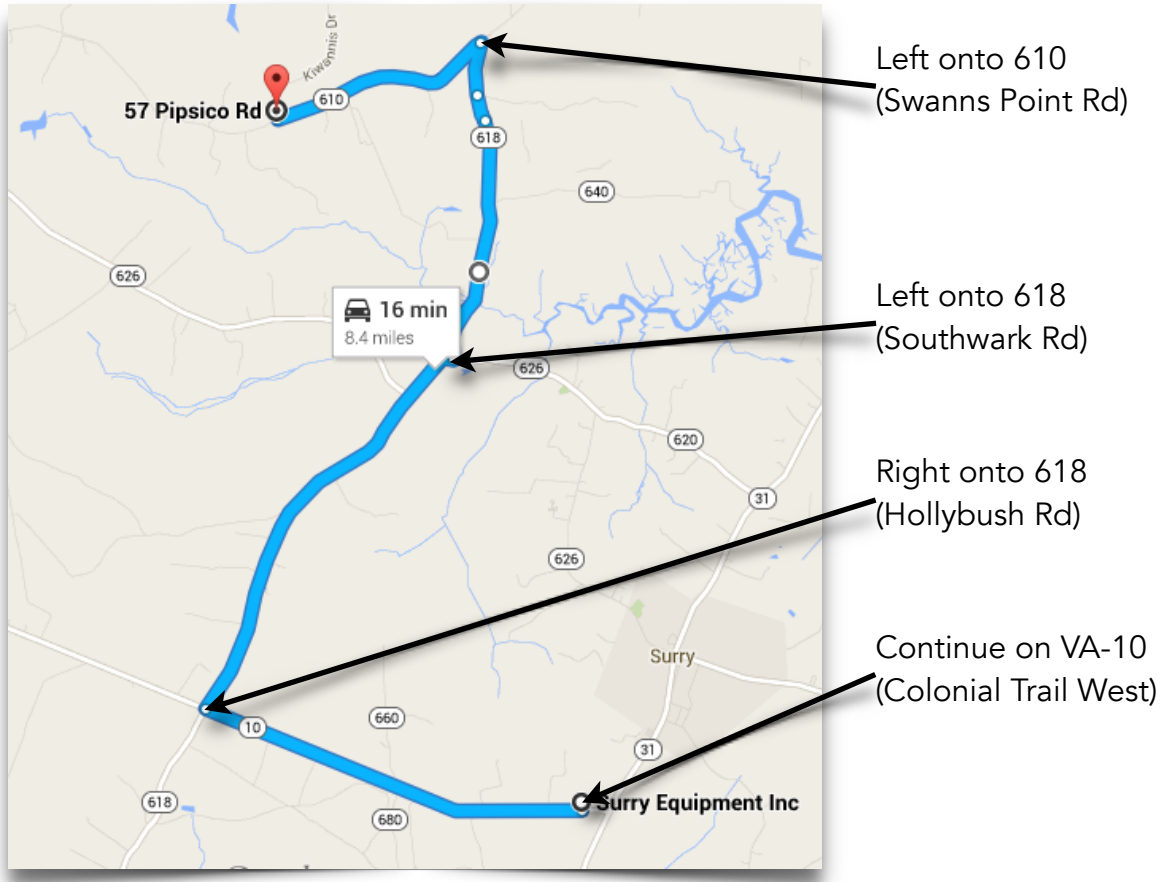 Kiwannis Dr
57 Pipsico Rd
610
618
640
626
16 min
8.4 miles
626
620
31
626
Surry
660
10
31
618
680
Surry Equipment Inc
Left onto 610
(Swanns Point Rd)
Left onto 618
(Southwark Rd)
Right onto 618
(Hollybush Rd)
Continue on VA-10
(Colonial Trail West)